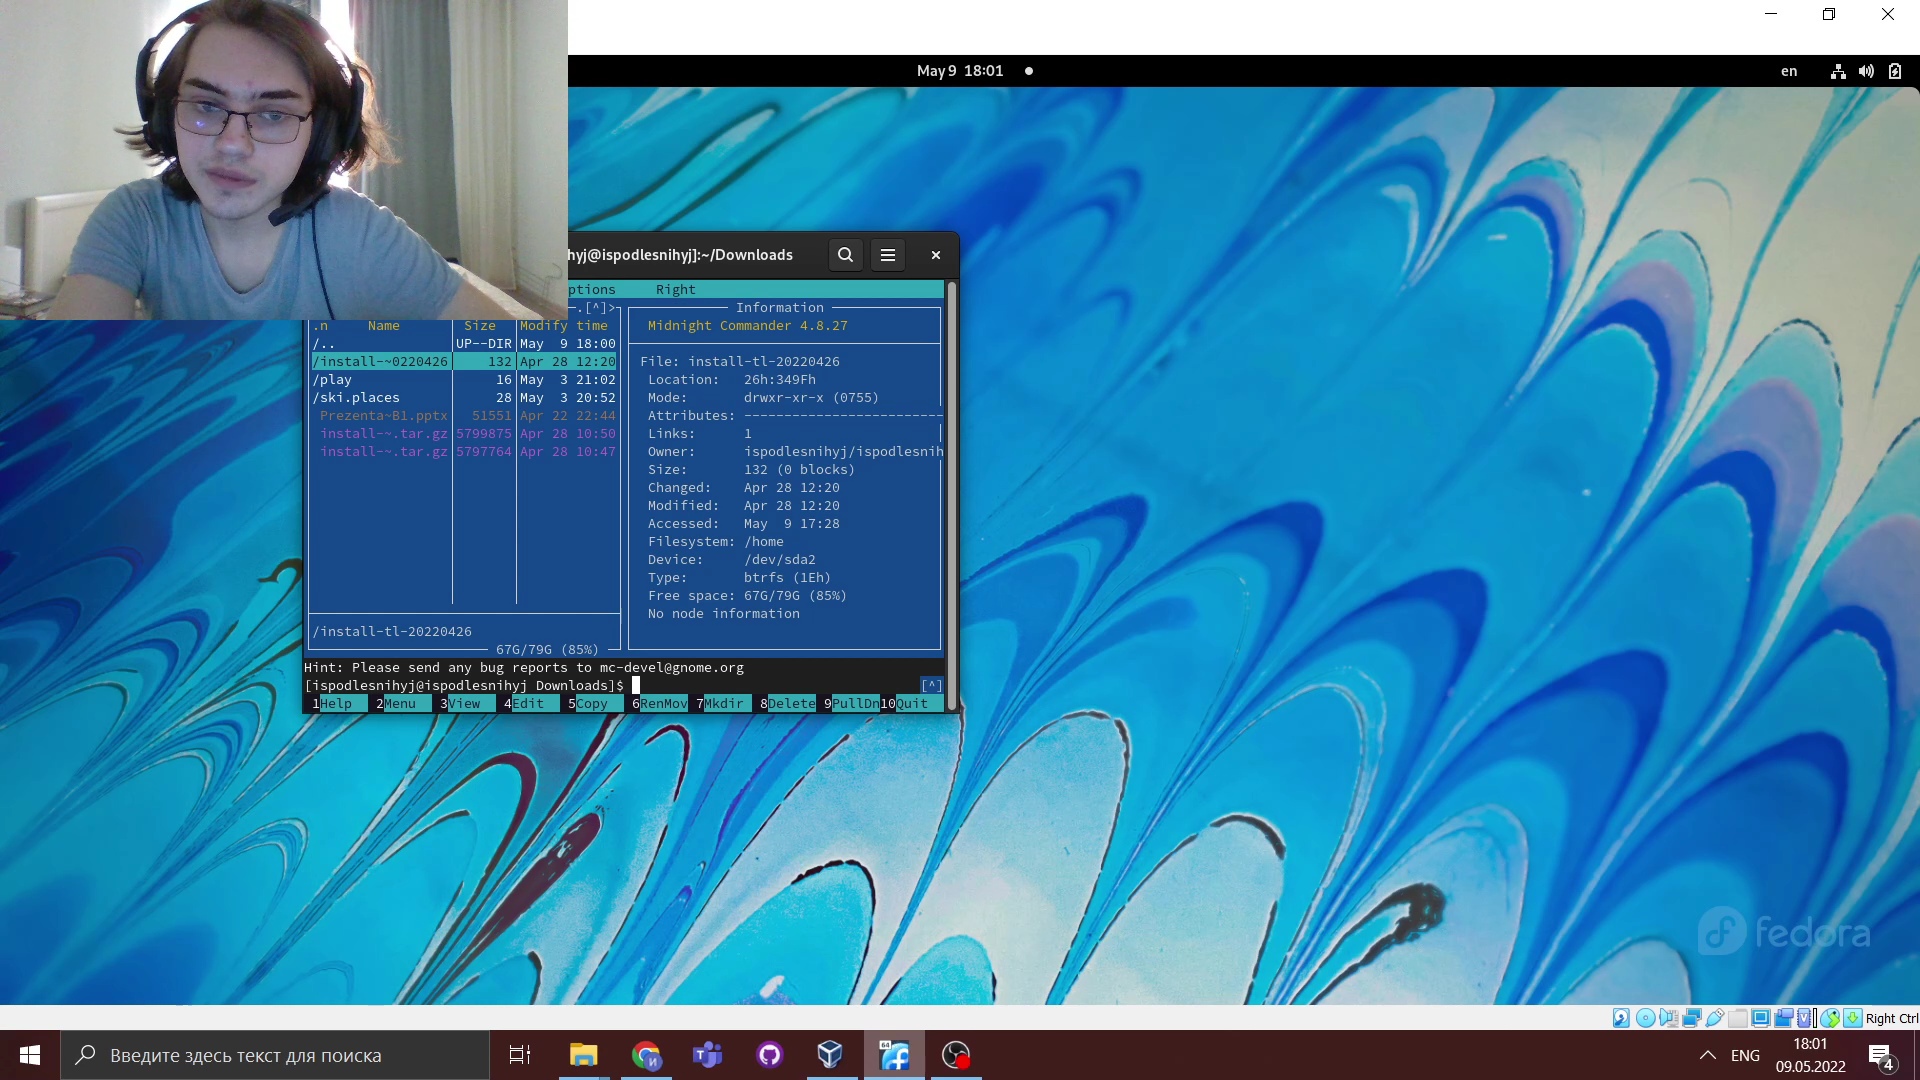 May 9 18:01
en
hyj@ispodlesnihyj]:~/Downloads
ptions Right
.[^]> Information
.n Name Size Modify time Midnight Commander 4.8.27
/.. UP--DIR May 9 18:00
/install-~0220426 132 Apr 28 12:20 File: install-tl-20220426
/play 16 May 3 21:02 Location: 26h:349Fh
/ski.places 28 May 3 20:52 Mode: drwxr-xr-x (0755)
Prezenta~B1.pptx 51551 Apr 22 22:44 Attributes: -------------------------
install-~.tar.gz 5799875 Apr 28 10:50 Links: 1
install-~.tar.gz 5797764 Apr 28 10:47 Owner: ispodlesnihyj/ispodlesnih
Size: 132 (0 blocks)
Changed: Apr 28 12:20
Modified: Apr 28 12:20
Accessed: May 9 17:28
Filesystem: /home
Device: /dev/sda2
Type: btrfs (1Eh)
Free space: 67G/79G (85%)
No node information
/install-tl-20220426
67G/79G (85%)
Hint: Please send any bug reports to mc-devel@gnome.org
[ispodlesnihyj@ispodlesnihyj Downloads]$ [^]
1Help 2Menu 3View 4Edit 5Copy 6RenMov 7Mkdir 8Delete 9PullDn 10Quit
fedora
Right Ctrl
Введите здесь текст для поиска
64
ENG
18:01
09.05.2022
4